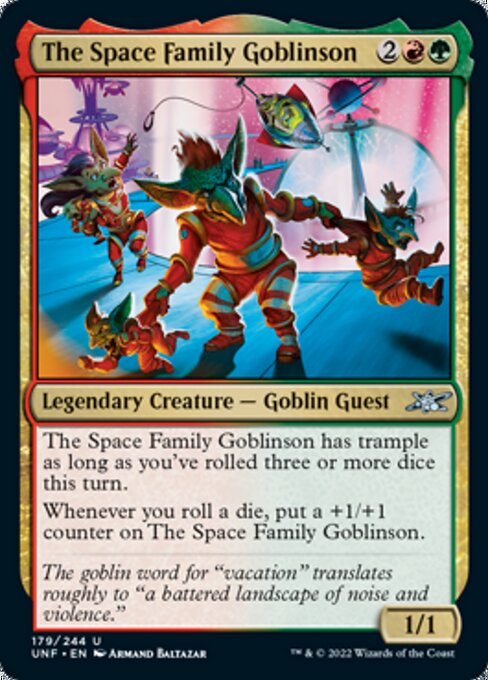 The Space Family Goblinson 2
Legendary Creature — Goblin Guest
The Space Family Goblinson has trample
as long as you've rolled three or more dice
this turn.
Whenever you roll a die, put a +1/+1
counter on The Space Family Goblinson.
The goblin word for “vacation” translates
roughly to “a battered landscape of noise and
violence.”
1/1
179/244 U
UNF • EN Armand Baltazar
™ & © 2022 Wizards of the Coast